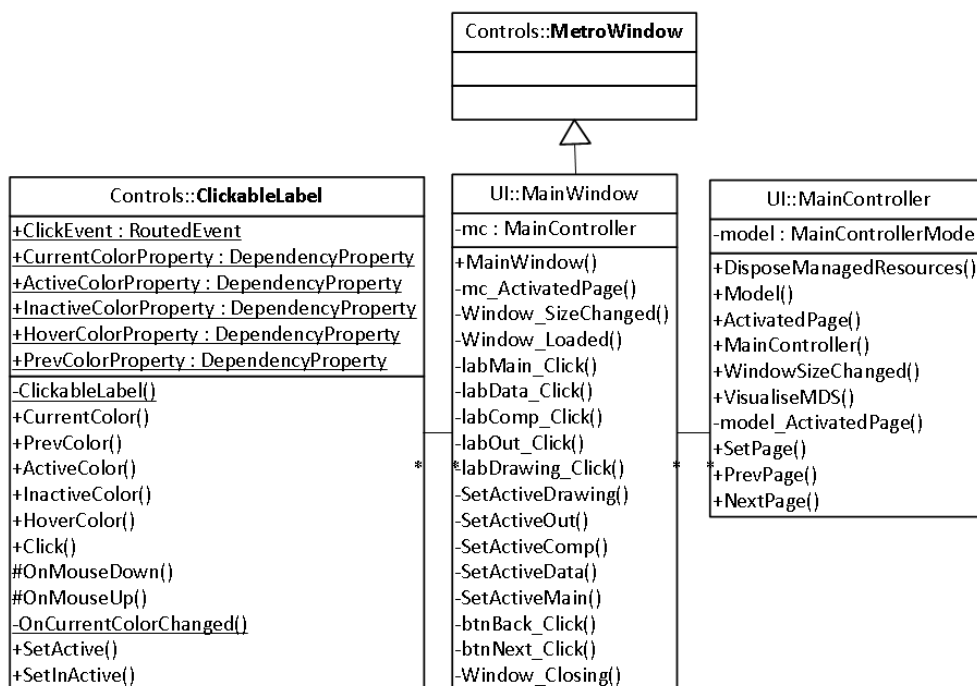 Controls::MetroWindow
Controls::ClickableLabel
+ClickEvent : RoutedEvent
+CurrentColorProperty : DependencyProperty
+ActiveColorProperty : DependencyProperty
+InactiveColorProperty : DependencyProperty
+HoverColorProperty : DependencyProperty
+PrevColorProperty : DependencyProperty
-ClickableLabel()
+CurrentColor()
+PrevColor()
+ActiveColor()
+InactiveColor()
+HoverColor()
+Click()
#OnMouseDown()
#OnMouseUp()
-OnCurrentColorChanged()
+SetActive()
+SetInActive()
* *
UI::MainWindow
-mc : MainController
+MainWindow()
-mc_ActivatedPage()
-Window_SizeChanged()
-Window_Loaded()
-labMain_Click()
-labData_Click()
-labComp_Click()
-labOut_Click()
-labDrawing_Click()
-SetActiveDrawing()
-SetActiveOut()
-SetActiveComp()
-SetActiveData()
-SetActiveMain()
-btnBack_Click()
-btnNext_Click()
-Window_Closing()
* *
UI::MainController
-model : MainControllerMode
+DisposeManagedResources()
+Model()
+ActivatedPage()
+MainController()
+WindowSizeChanged()
+VisualiseMDS()
-model_ActivatedPage()
+SetPage()
+PrevPage()
+NextPage()